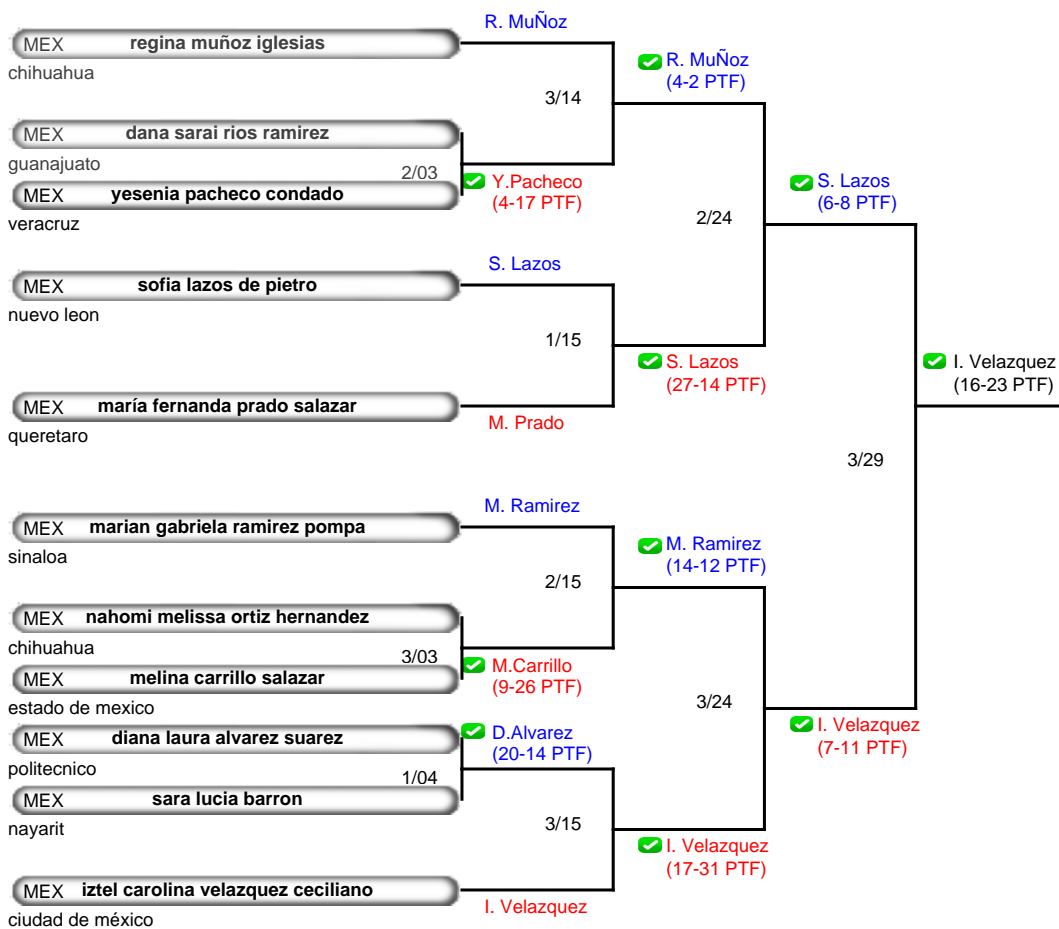 R. MuÑoz
MEX regina muñoz iglesias
chihuahua
R. MuÑoz
(4-2 PTF)
3/14
MEX dana sarai rios ramirez
guanajuato
2/03
Y.Pacheco
(4-17 PTF)
MEX yesenia pacheco condado
veracruz
S. Lazos
(6-8 PTF)
2/24
S. Lazos
MEX sofia lazos de pietro
nuevo leon
1/15
S. Lazos
(27-14 PTF)
I. Velazquez
(16-23 PTF)
MEX maría fernanda prado salazar
queretaro
M. Prado
3/29
M. Ramirez
MEX marian gabriela ramirez pompa
sinaloa
M. Ramirez
(14-12 PTF)
2/15
MEX nahomi melissa ortiz hernandez
chihuahua
3/03
M.Carrillo
(9-26 PTF)
MEX melina carrillo salazar
estado de mexico
3/24
I. Velazquez
(7-11 PTF)
D.Alvarez
(20-14 PTF)
MEX diana laura alvarez suarez
politecnico
1/04
MEX sara lucia barron
nayarit
3/15
I. Velazquez
(17-31 PTF)
MEX iztel carolina velazquez ceciliano
ciudad de méxico
I. Velazquez